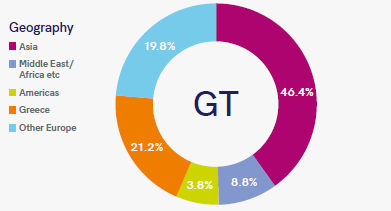 Geography
Asia
Middle East/
Africa etc
Americas
Greece
Other Europe
GT
46.4%
8.8%
3.8%
21.2%
19.8%